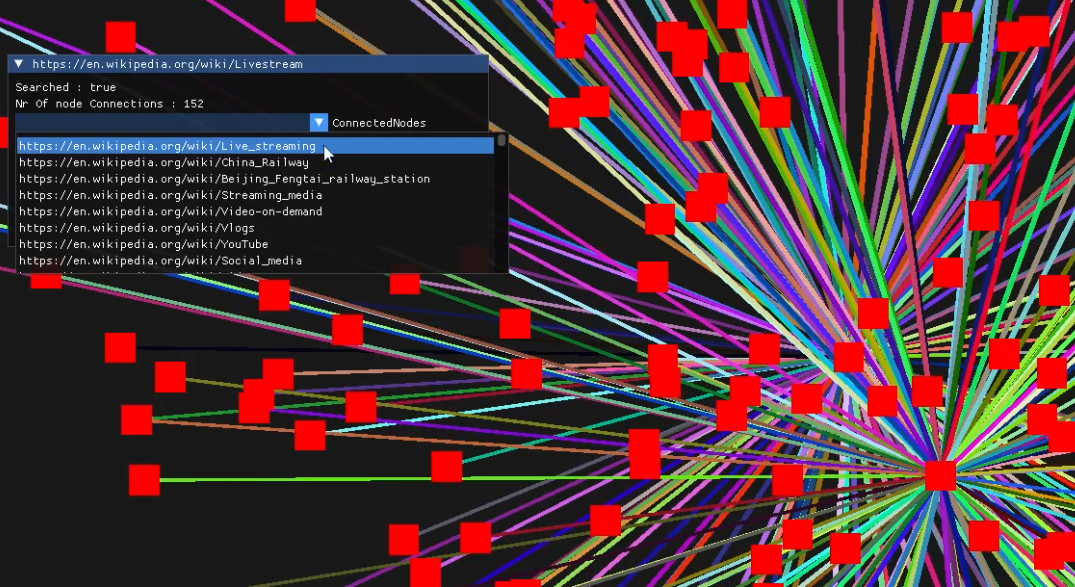 https://en.wikipedia.org/wiki/Livestream
Searched : true
Nr Of node Connections : 152
ConnectedNodes
https://en.wikipedia.org/wiki/Live_streaming
https://en.wikipedia.org/wiki/China_Railway
https://en.wikipedia.org/wiki/Beijing_Fengtai_railway_station
https://en.wikipedia.org/wiki/Streaming_media
https://en.wikipedia.org/wiki/Video-on-demand
https://en.wikipedia.org/wiki/Vlogs
https://en.wikipedia.org/wiki/YouTube
https://en.wikipedia.org/wiki/Social_media